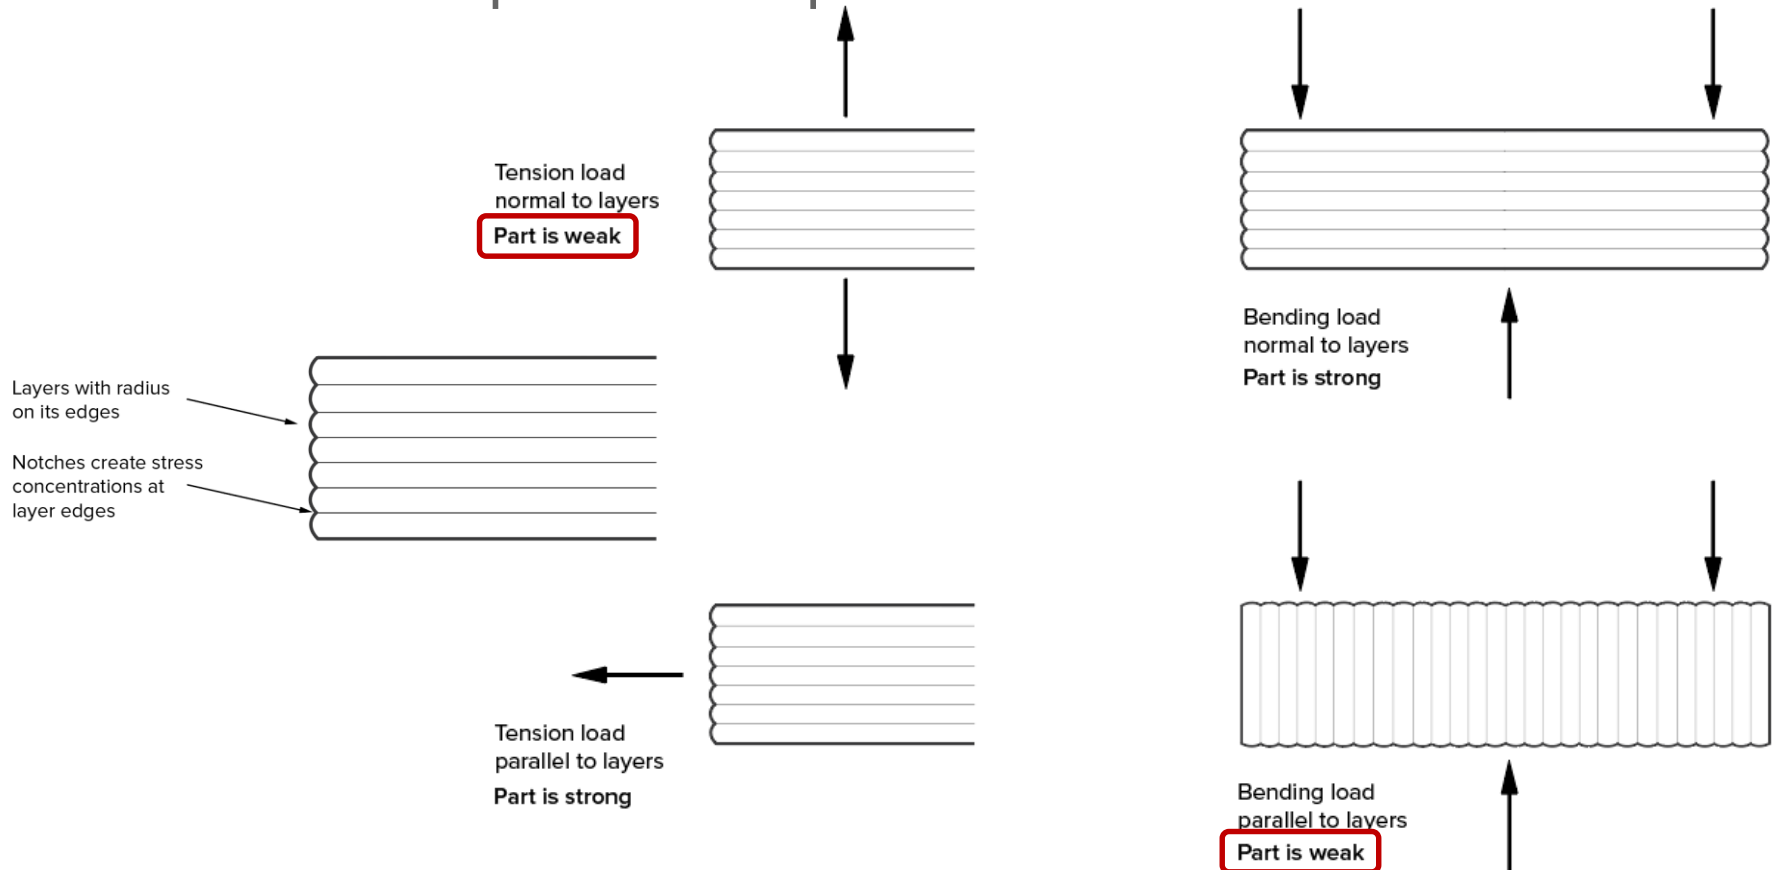 Tension load
normal to layers
Part is weak
Layers with radius
on its edges
Notches create stress
concentrations at
layer edges
Tension load
parallel to layers
Part is strong
Bending load
normal to layers
Part is strong
Bending load
parallel to layers
Part is weak